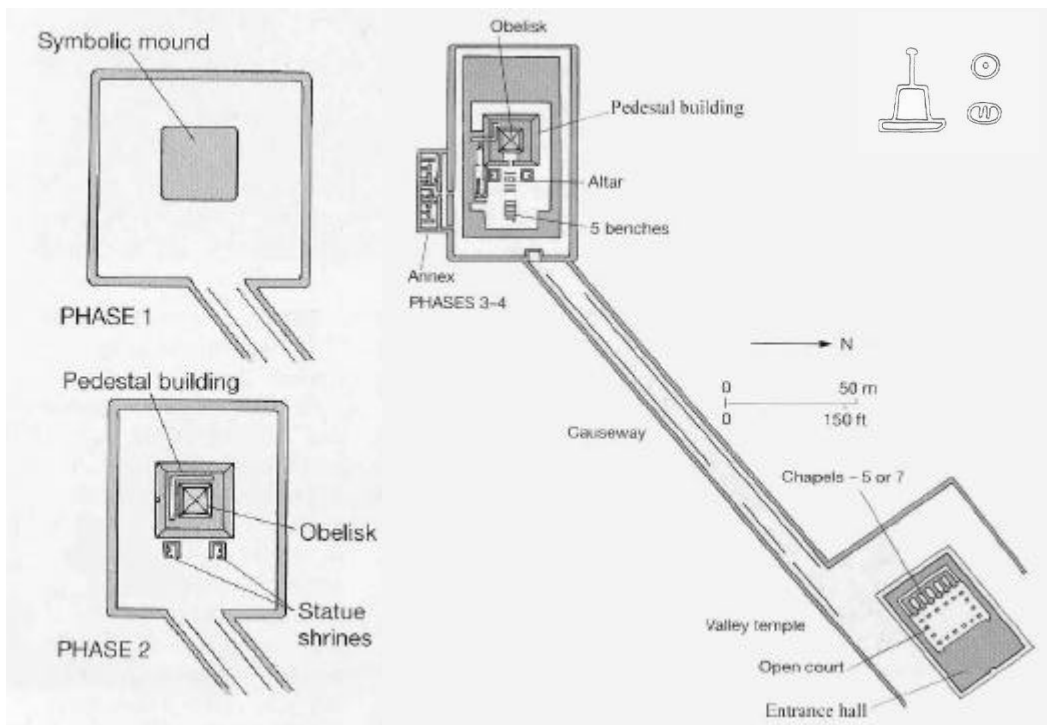 Symbolic mound
PHASE 1
Pedestal building
Obelisk
Statue
shrines
PHASE 2
Obelisk
Pedestal building
Altar
5 benches
Annex
PHASES 3-4
N
0 50 m
0 150 ft
Causeway
Chapels – 5 or 7
Valley temple
Open court
Entrance hall